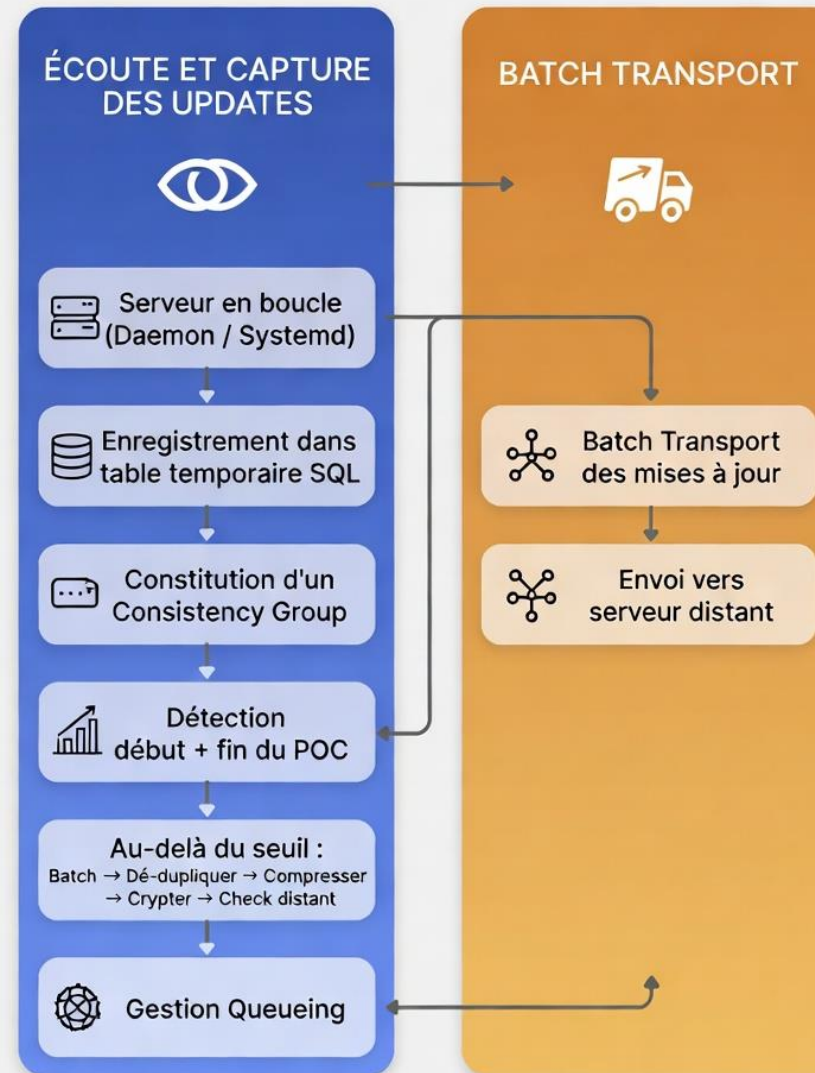 ÉCOUTE ET CAPTURE
DES UPDATES
Serveur en boucle
(Daemon / Systemd)
Enregistrement dans
table temporaire SQL
Constitution d'un
Consistency Group
Détection
début + fin du POC
Au-delà du seuil :
Batch → Dé-dupliquer → Compresser
→ Crypter → Check distant
Gestion Queueing
BATCH TRANSPORT
Batch Transport
des mises à jour
Envoi vers
serveur distant